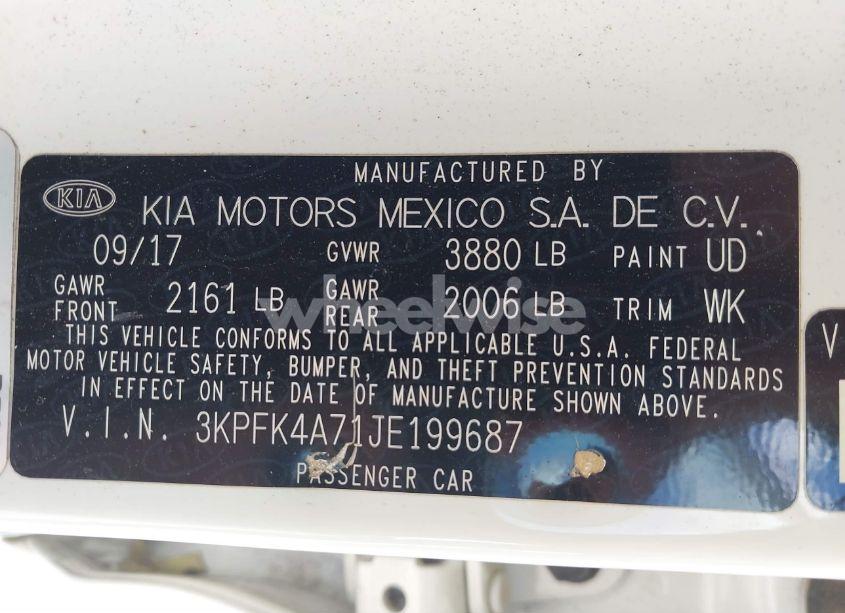 MANUFACTURED BY
KIA KIA MOTORS MEXICO S.A. DE C.V.
09/17 GVWR 3880 LB PAINT UD
GAWR FRONT 2161 LB GAWR REAR 2006 LB TRIM WK
wheelwise
THIS VEHICLE CONFORMS TO ALL APPLICABLE U.S.A. FEDERAL
MOTOR VEHICLE SAFETY, BUMPER, AND THEFT PREVENTION STANDARDS
IN EFFECT ON THE DATE OF MANUFACTURE SHOWN ABOVE.
V.I.N. 3KPFK4A71JE199687
PASSENGER CAR
V